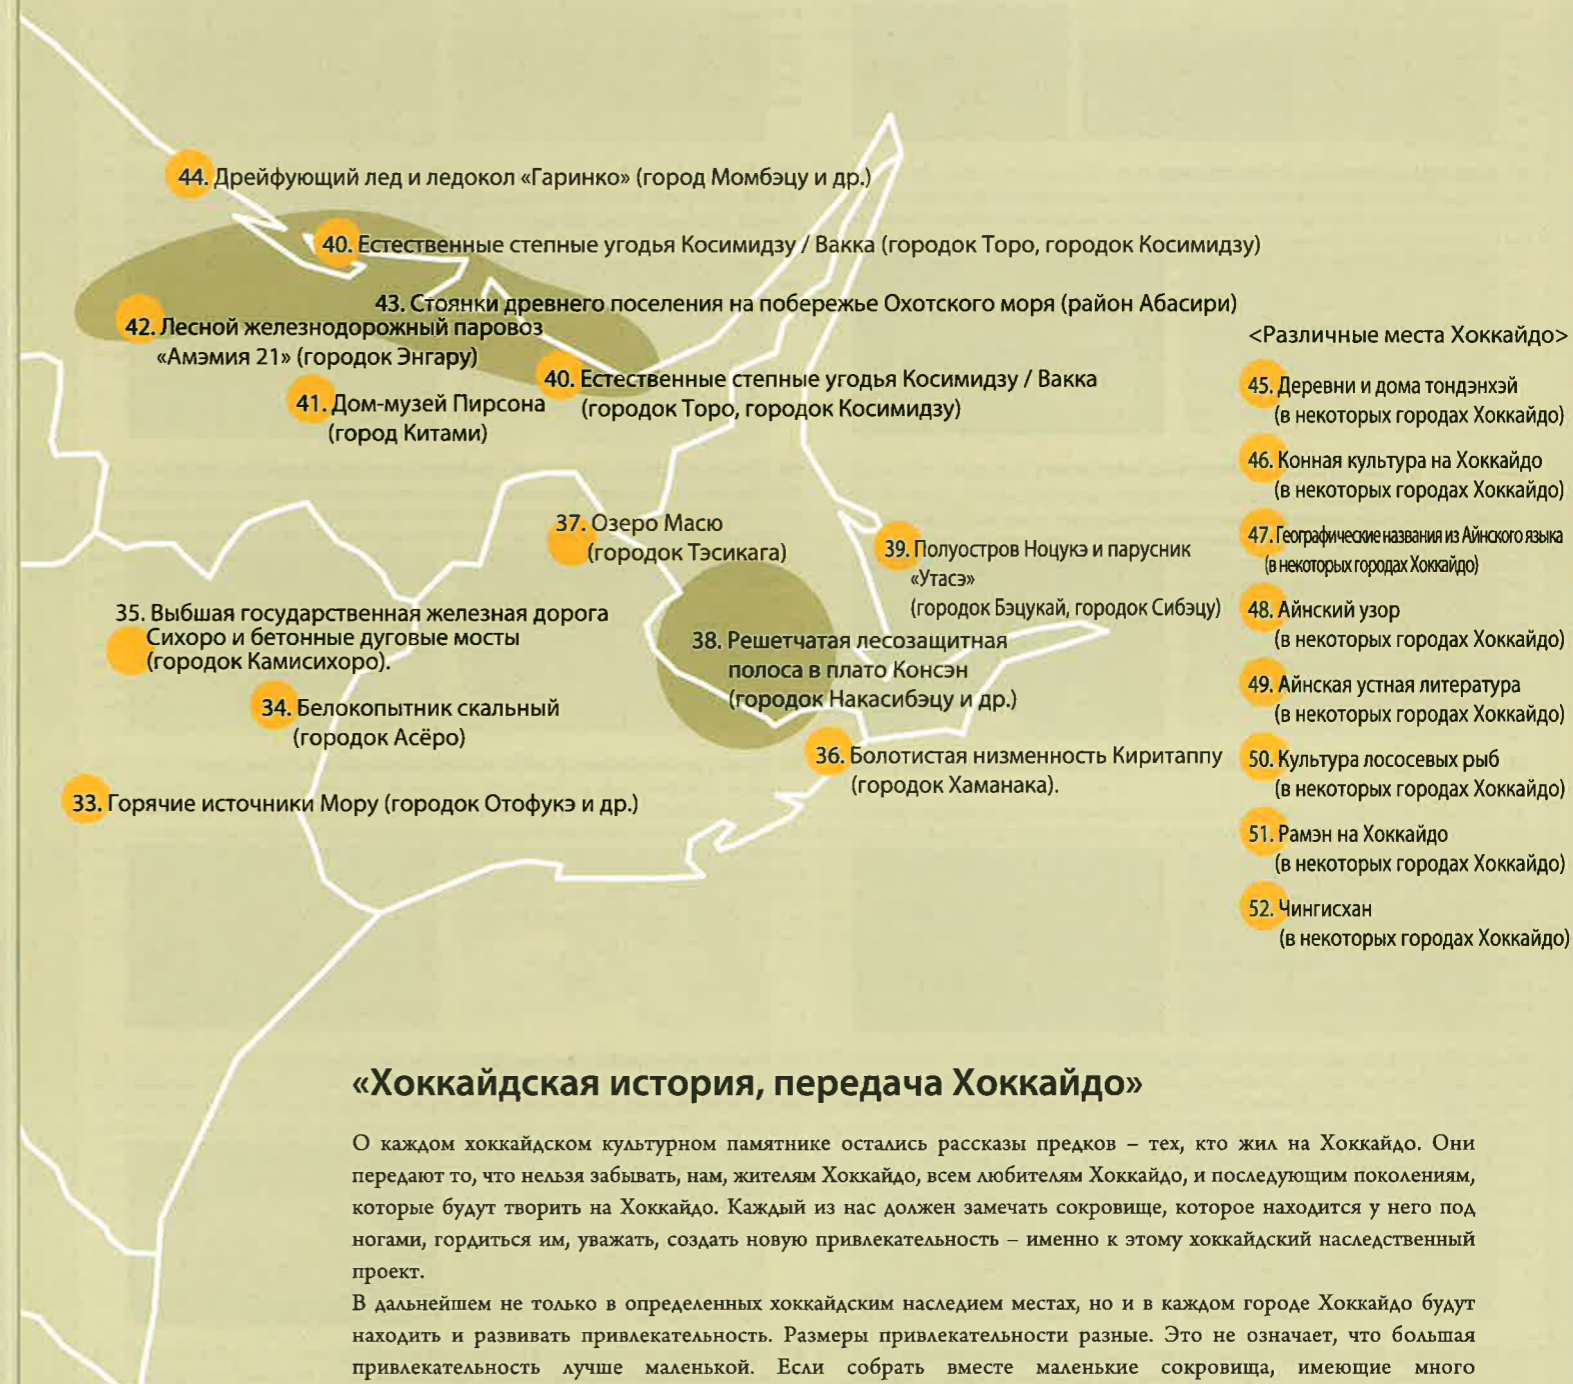 44. Дрейфующий лед и ледокол «Гаринко» (город Момбэцу и др.)
40. Естественные степные угодья Косимидзу / Вакка (городок Торо, городок Косимидзу)
43. Стоянки древнего поселения на побережье Охотского моря (район Абасири)
42. Лесной железнодорожный паровоз
«Амэмия 21» (городок Энгару)
40. Естественные степные угодья Косимидзу / Вакка
(городок Торо, городок Косимидзу)
41. Дом-музей Пирсона
(город Китами)
37. Озеро Масю
(городок Тэсикага)
39. Полуостров Ноцукэ и парусник
«Утасэ»
(городок Бэцукай, городок Сибэцу)
35. Выбшая государственная железная дорога
Сихоро и бетонные дуговые мосты
(городок Камисихоро).
38. Решетчатая лесозащитная
полоса в плато Консэн
(городок Накасибэцу и др.)
34. Белокопытник скальный
(городок Асёро)
36. Болотистая низменность Киритаппу
(городок Хаманака).
33. Горячие источники Мору (городок Отофукэ и др.)
<Различные места Хоккайдо>
45. Деревни и дома тондэнхэй
(в некоторых городах Хоккайдо)
46. Конная культура на Хоккайдо
(в некоторых городах Хоккайдо)
47. Географические названия из Айнского языка
(в некоторых городах Хоккайдо)
48. Айнский узор
(в некоторых городах Хоккайдо)
49. Айнская устная литература
(в некоторых городах Хоккайдо)
50. Культура лососевых рыб
(в некоторых городах Хоккайдо)
51. Рамэн на Хоккайдо
(в некоторых городах Хоккайдо)
52. Чингисхан
(в некоторых городах Хоккайдо)
«Хоккайдская история, передача Хоккайдо»
О каждом хоккайдском культурном памятнике остались рассказы предков – тех, кто жил на Хоккайдо. Они
передают то, что нельзя забывать, нам, жителям Хоккайдо, всем любителям Хоккайдо, и последующим поколениям,
которые будут творить на Хоккайдо. Каждый из нас должен замечать сокровище, которое находится у него под
ногами, гордиться им, уважать, создать новую привлекательность – именно к этому хоккайдский наследственный
проект.
В дальнейшем не только в определенных хоккайдским наследием местах, но и в каждом городе Хоккайдо будут
находить и развивать привлекательность. Размеры привлекательности разные. Это не означает, что большая
привлекательность лучше маленькой. Если собрать вместе маленькие сокровища, имеющие много